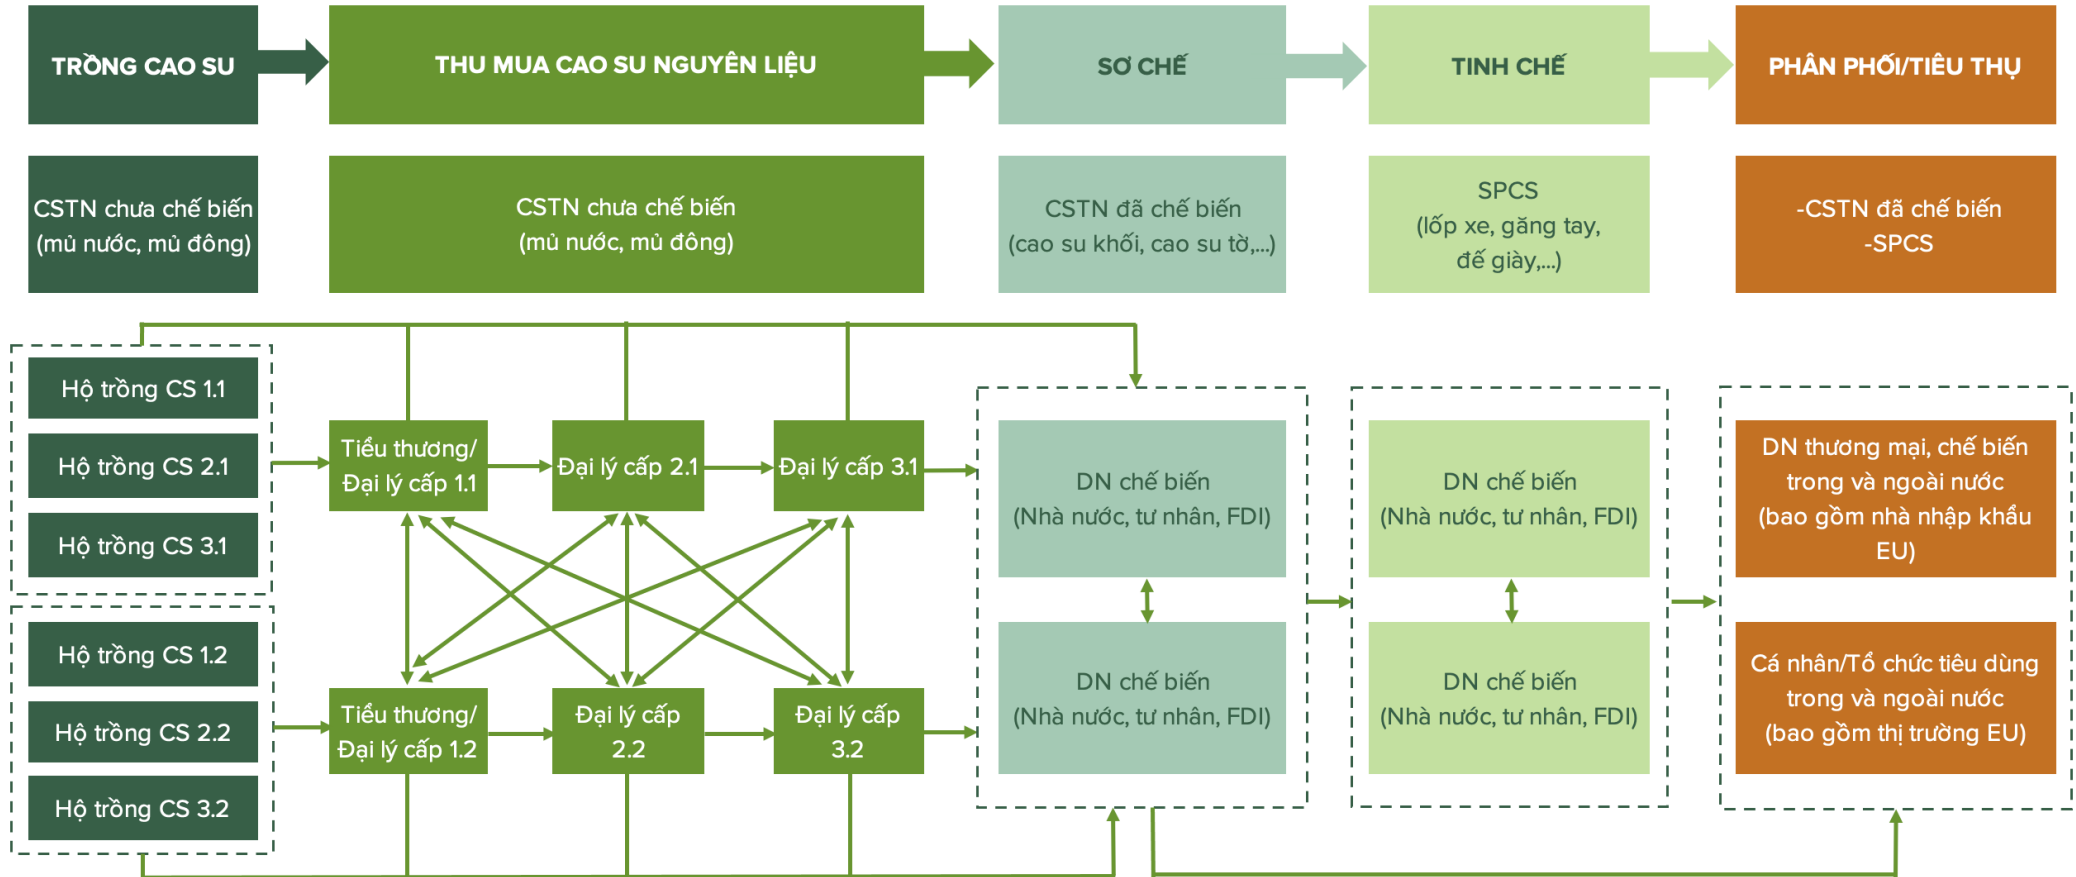 TRỒNG CAO SU
THU MUA CAO SU NGUYÊN LIỆU
SƠ CHẾ
TINH CHẾ
PHÂN PHỐI/TIÊU THỤ
CSTN chưa chế biến
(mủ nước, mủ đông)
CSTN chưa chế biến
(mủ nước, mủ đông)
CSTN đã chế biến
(cao su khối, cao su tờ,...)
SPCS
(lốp xe, găng tay,
đế giày,...)
-CSTN đã chế biến
-SPCS
Hộ trồng CS 1.1
Hộ trồng CS 2.1
Hộ trồng CS 3.1
Hộ trồng CS 1.2
Hộ trồng CS 2.2
Hộ trồng CS 3.2
Tiểu thương/
Đại lý cấp 1.1
Đại lý cấp 2.1
Đại lý cấp 3.1
Tiểu thương/
Đại lý cấp 1.2
Đại lý cấp
2.2
Đại lý cấp
3.2
DN chế biến
(Nhà nước, tư nhân, FDI)
DN chế biến
(Nhà nước, tư nhân, FDI)
DN chế biến
(Nhà nước, tư nhân, FDI)
DN chế biến
(Nhà nước, tư nhân, FDI)
DN thương mại, chế biến
trong và ngoài nước
(bao gồm nhà nhập khẩu
EU)
Cá nhân/Tổ chức tiêu dùng
trong và ngoài nước
(bao gồm thị trường EU)